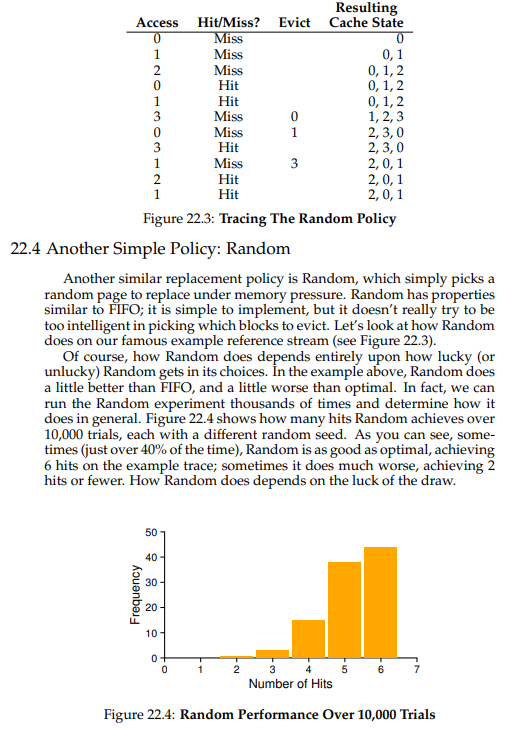 Resulting
Access Hit/Miss? Evict Cache State
0 Miss 0
1 Miss 0, 1
2 Miss 0, 1, 2
0 Hit 0, 1, 2
1 Hit 0, 1, 2
3 Miss 0 1, 2, 3
0 Miss 1 2, 3, 0
3 Hit 2, 3, 0
1 Miss 3 2, 0, 1
2 Hit 2, 0, 1
1 Hit 2, 0, 1
Figure 22.3: Tracing The Random Policy
22.4 Another Simple Policy: Random
Another similar replacement policy is Random, which simply picks a
random page to replace under memory pressure. Random has properties
similar to FIFO; it is simple to implement, but it doesn't really try to be
too intelligent in picking which blocks to evict. Let's look at how Random
does on our famous example reference stream (see Figure 22.3).
Of course, how Random does depends entirely upon how lucky (or
unlucky) Random gets in its choices. In the example above, Random does
a little better than FIFO, and a little worse than optimal. In fact, we can
run the Random experiment thousands of times and determine how it
does in general. Figure 22.4 shows how many hits Random achieves over
10,000 trials, each with a different random seed. As you can see, some-
times (just over 40% of the time), Random is as good as optimal, achieving
6 hits on the example trace; sometimes it does much worse, achieving 2
hits or fewer. How Random does depends on the luck of the draw.
50
40
30
20
10
0
Frequency
0 1 2 3 4 5 6 7
Number of Hits
Figure 22.4: Random Performance Over 10,000 Trials